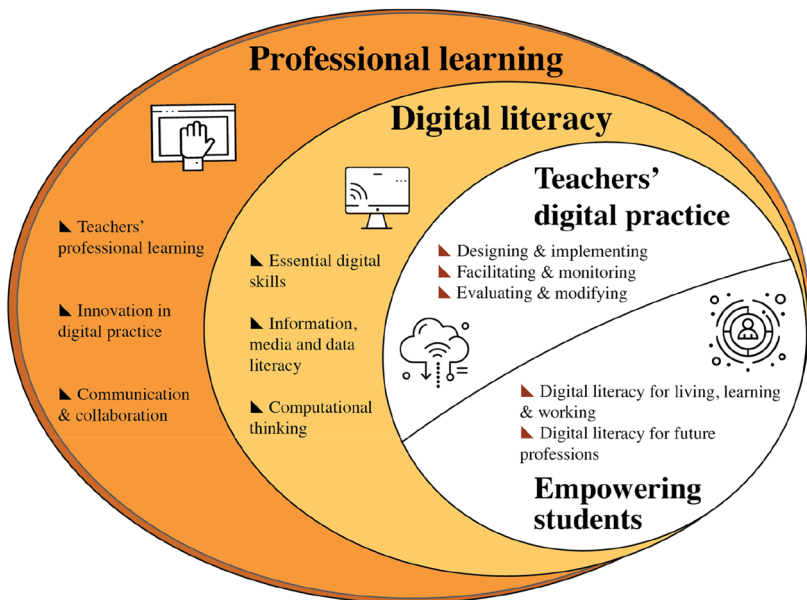 Professional learning
Teachers'
professional learning
Innovation in
digital practice
Communication
& collaboration
Digital literacy
Essential digital
skills
Information,
media and data
literacy
Computational
thinking
Teachers'
digital practice
Designing & implementing
Facilitating & monitoring
Evaluating & modifying
Digital literacy for living, learning
& working
Digital literacy for future
professions
Empowering
students